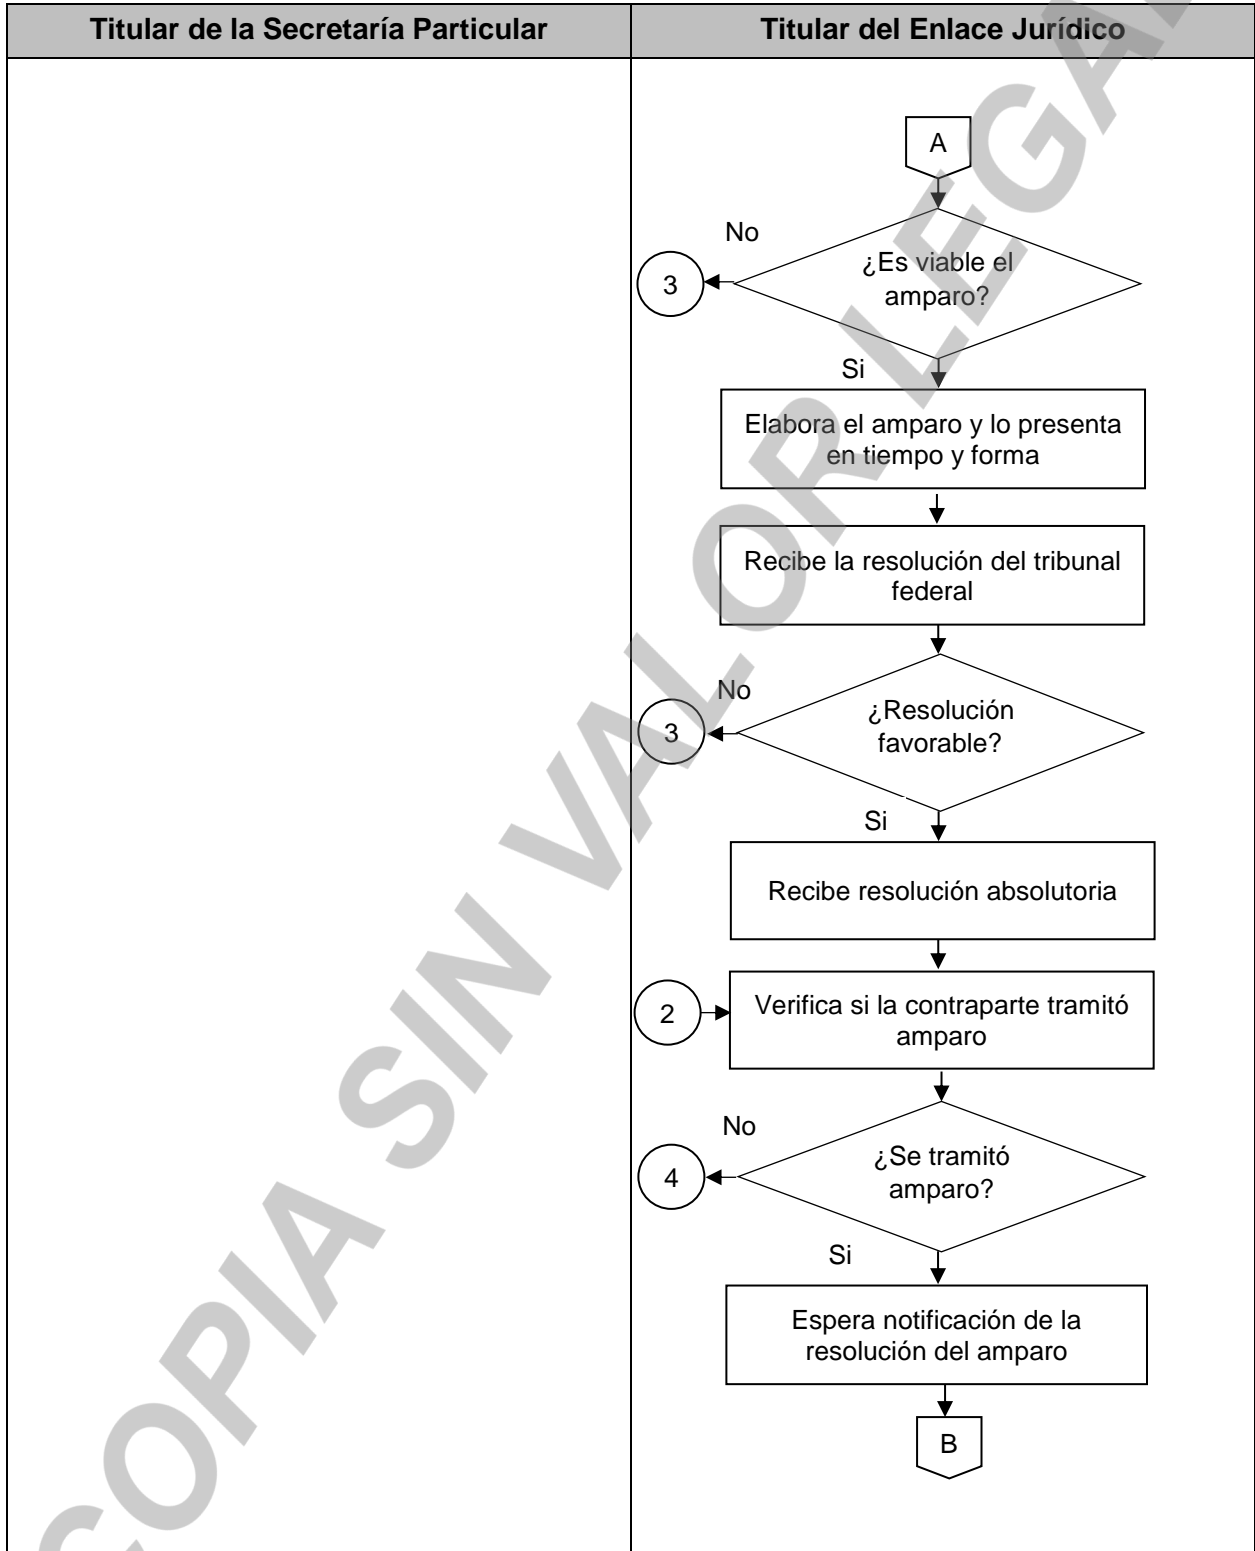 Titular de la Secretaría Particular
Titular del Enlace Jurídico
A
No
¿Es viable el
amparo?
3
Si
Elabora el amparo y lo presenta
en tiempo y forma
Recibe la resolución del tribunal
federal
No
¿Resolución
favorable?
3
Si
Recibe resolución absolutoria
2
Verifica si la contraparte tramitó
amparo
No
¿Se tramitó
amparo?
4
Si
Espera notificación de la
resolución del amparo
B
COPIA SIN VALOR LEGAL